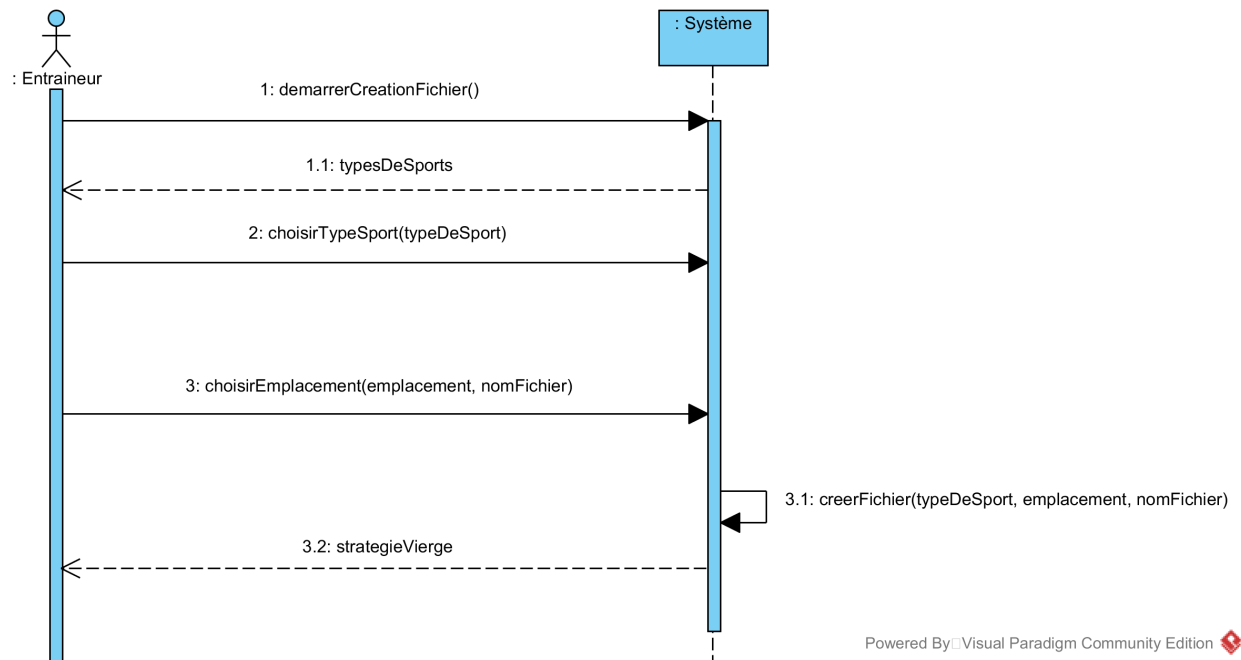 : Système
: Entraineur
1: demarrerCreationFichier()
1.1: typesDeSports
2: choisirTypeSport(typeDeSport)
3: choisirEmplacement(emplacement, nomFichier)
3.1: creerFichier(typeDeSport, emplacement, nomFichier)
3.2: strategieVierge
Powered By□Visual Paradigm Community Edition